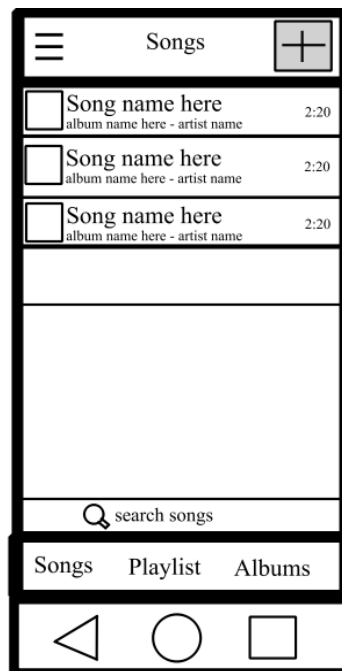 Songs
Song name here
album name here - artist name
2:20
Song name here
album name here - artist name
2:20
Song name here
album name here - artist name
2:20
search songs
Songs Playlist Albums